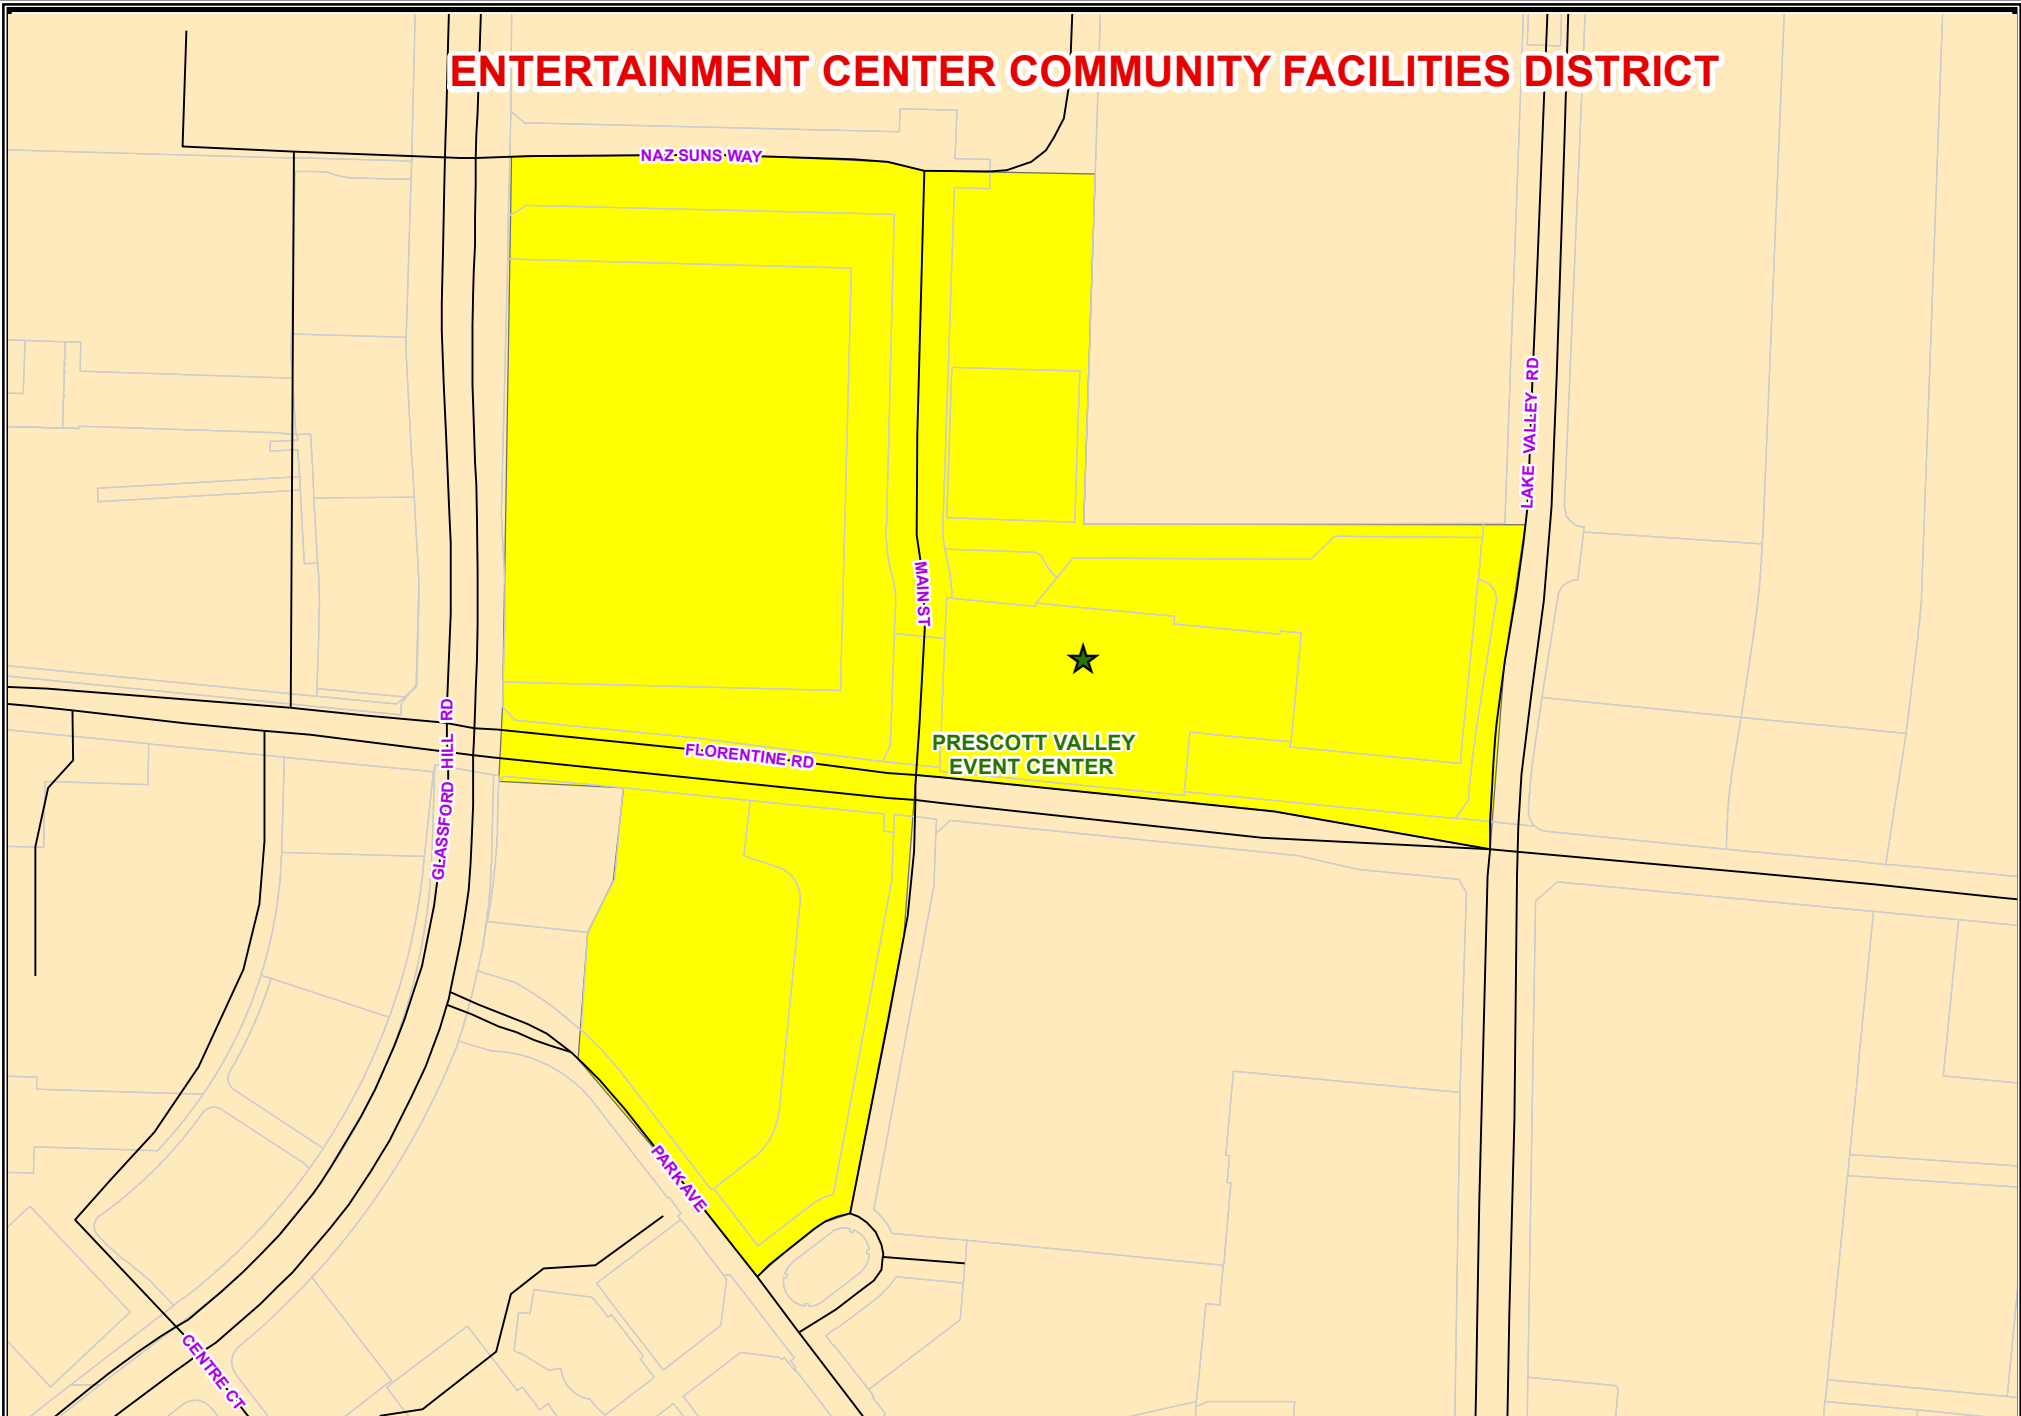 ENTERTAINMENT CENTER COMMUNITY FACILITIES DISTRICT
NAZ SUNS WAY
LAKE VALLEY RD
MAIN ST
GLASSFORD HILL RD
FLORENTINE RD
PRESCOTT VALLEY
EVENT CENTER
PARK AVE
CENTRE CT